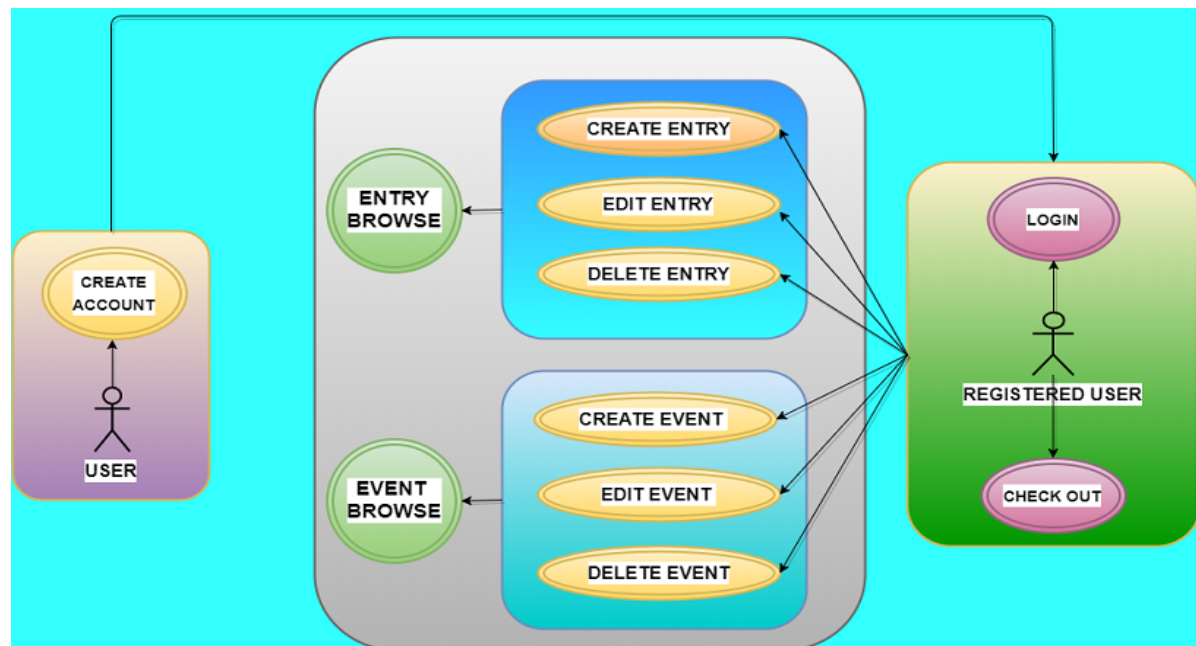 CREATE
ACCOUNT
USER
ENTRY
BROWSE
CREATE ENTRY
EDIT ENTRY
DELETE ENTRY
EVENT
BROWSE
CREATE EVENT
EDIT EVENT
DELETE EVENT
LOGIN
REGISTERED USER
CHECK OUT